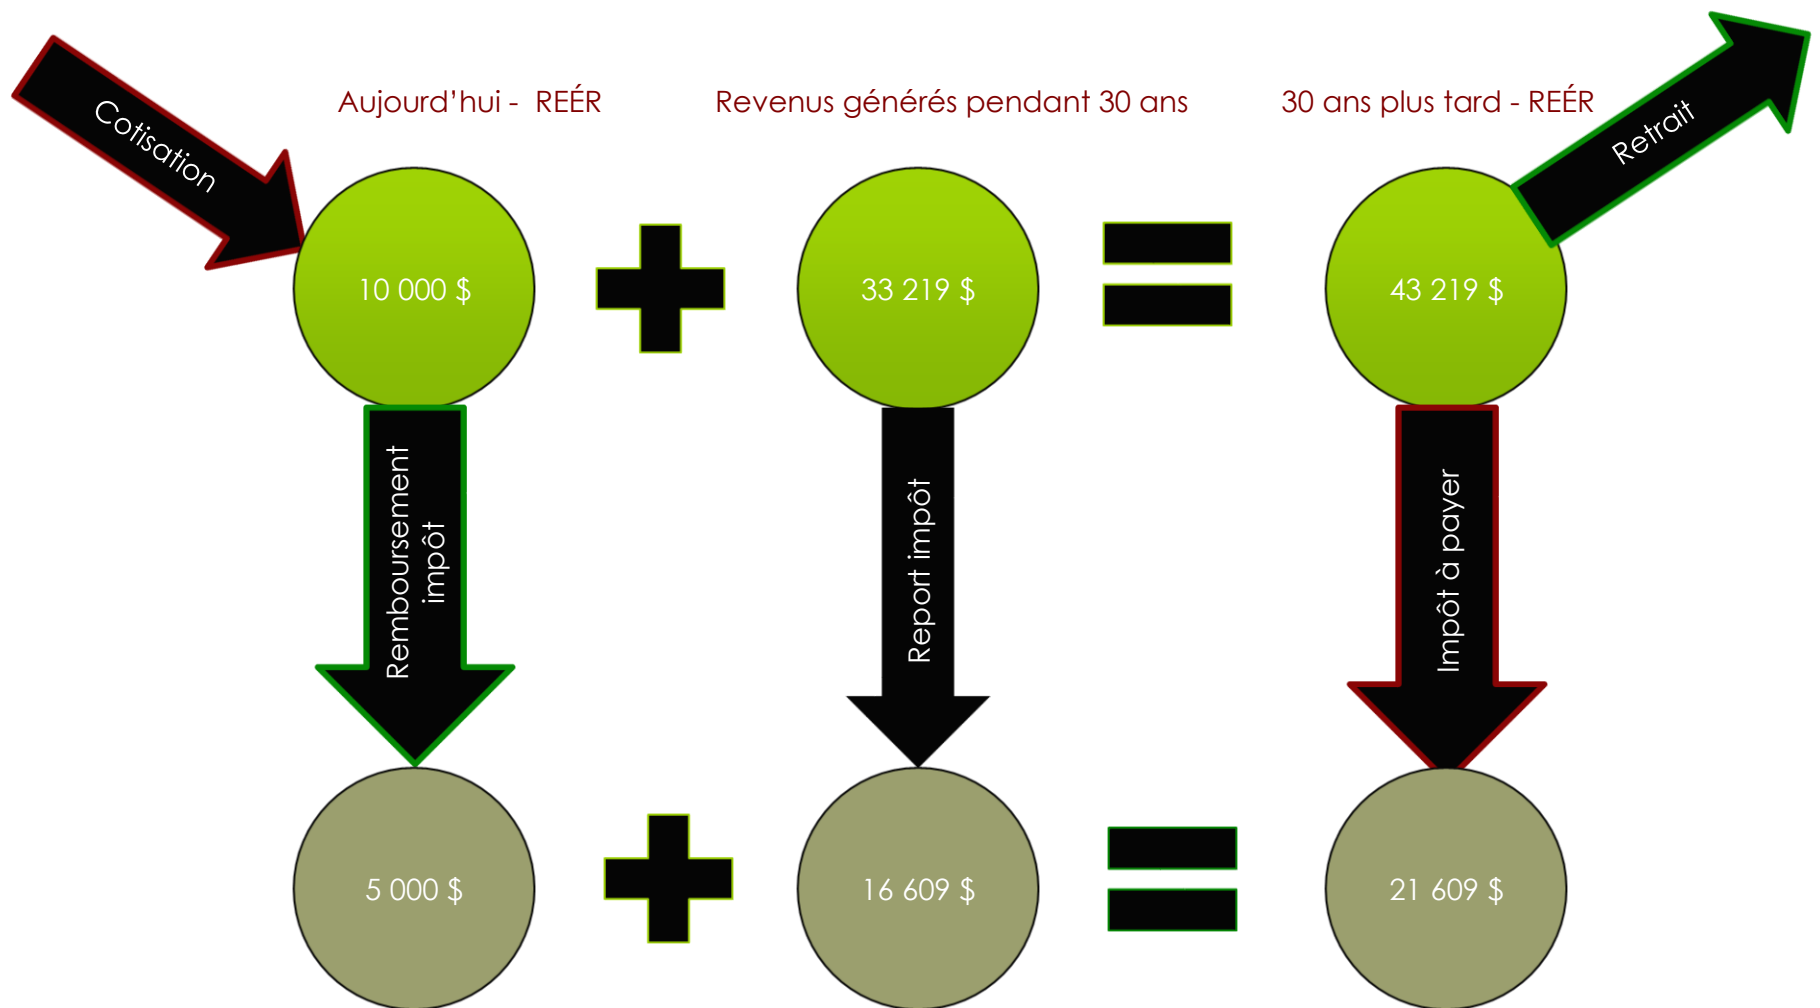 Cotisation
Aujourd'hui - REÉR
Revenus générés pendant 30 ans
30 ans plus tard - REÉR
Retrait
10 000 $
33 219 $
43 219 $
Remboursement
impôt
Report impôt
Impôt à payer
5 000 $
16 609 $
21 609 $